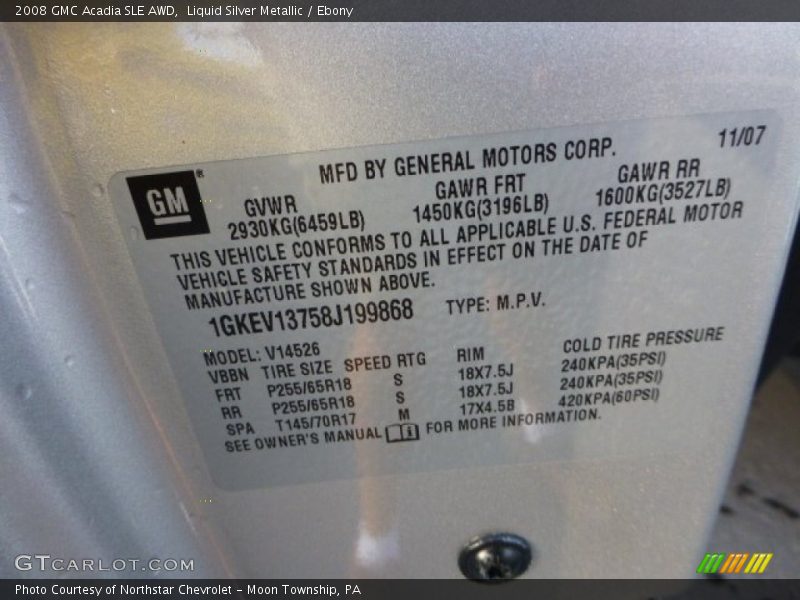 2008 GMC Acadia SLE AWD, Liquid Silver Metallic / Ebony
11/07
MFD BY GENERAL MOTORS CORP.
GM®
GVWR GAWR FRT GAWR RR
2930KG(6459LB) 1450KG(3196LB) 1600KG(3527LB)
THIS VEHICLE CONFORMS TO ALL APPLICABLE U.S. FEDERAL MOTOR
VEHICLE SAFETY STANDARDS IN EFFECT ON THE DATE OF
MANUFACTURE SHOWN ABOVE.
1GKEV13758J199868 TYPE: M.P.V.
MODEL: V14526
VBBN TIRE SIZE SPEED RTG RIM COLD TIRE PRESSURE
FRT P255/65R18 S 18X7.5J 240KPA(35PSI)
RR P255/65R18 S 18X7.5J 240KPA(35PSI)
SPA T145/70R17 M 17X4.5B 420KPA(60PSI)
SEE OWNER'S MANUAL FOR MORE INFORMATION.
GTCARLOT.COM
Photo Courtesy of Northstar Chevrolet – Moon Township, PA